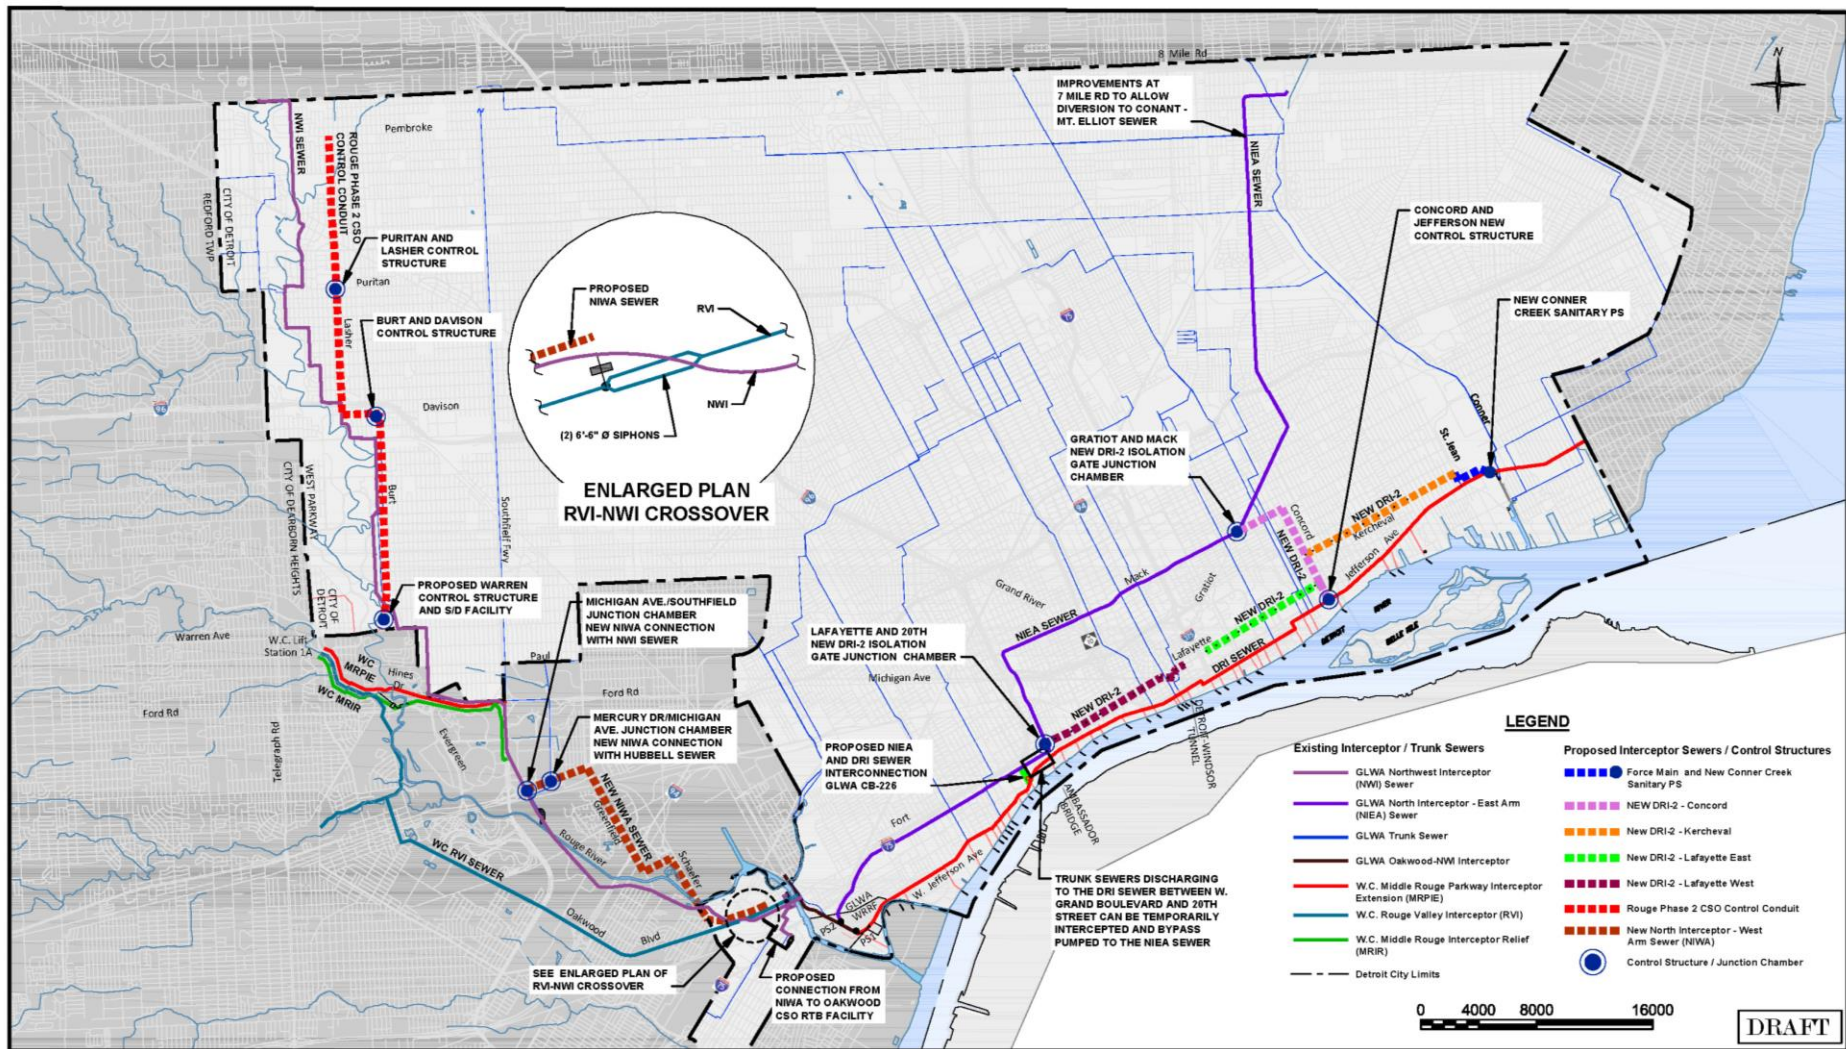 8 Mile Rd
N
IMPROVEMENTS AT
7 MILE RD TO ALLOW
DIVERSION TO CONANT -
MT. ELLIOT SEWER
NWI SEWER
ROUGE PHASE 2 CSO
CONTROL CONDUIT
Pembroke
NIEA SEWER
CITY OF DETROIT
REDFORD TWP
PURITAN AND
LASHER CONTROL
STRUCTURE
Puritan
Lasher
BURT AND DAVISON
CONTROL STRUCTURE
Davison
96
PROPOSED
NIWA SEWER
RVI
NWI
(2) 6'-6" Ø SIPHONS
ENLARGED PLAN
RVI-NWI CROSSOVER
CONCORD AND
JEFFERSON NEW
CONTROL STRUCTURE
NEW CONNER
CREEK SANITARY PS
Conner
St. Jean
GRATIOT AND MACK
NEW DRI-2 ISOLATION
GATE JUNCTION
CHAMBER
Concord
NEW DRI-2
NEW DRI-2
Kercheval
Jefferson Ave
WEST PARKWAY
CITY OF DEARBORN HEIGHTS
Burt
Southfielf Fwy
CITY OF
DETROIT
PROPOSED WARREN
CONTROL STRUCTURE
AND S/D FACILITY
MICHIGAN AVE./SOUTHFIELD
JUNCTION CHAMBER
NEW NIWA CONNECTION
WITH NWI SEWER
Grand River
Mack
Gratiot
NIEA SEWER
LAFAYETTE AND 20TH
NEW DRI-2 ISOLATION
GATE JUNCTION CHAMBER
Michigan Ave
Lafayette
NEW DRI-2
DRI SEWER
DETROIT
RIVER
BELLE ISLE
Warren Ave
W.C. Lift
Station 1A
WC
MRPIE
WC MRIR
Hines
Dr
Paul
Ford Rd
Ford Rd
Telegraph Rd
Evergreen
MERCURY DR/MICHIGAN
AVE. JUNCTION CHAMBER
NEW NIWA CONNECTION
WITH HUBBELL SEWER
NEW DRI-2
DETROIT-WINDSOR
TUNNEL
PROPOSED NIEA
AND DRI SEWER
INTERCONNECTION
GLWA CB-226
AMBASSADOR
BRIDGE
NEW NIWA SEWER
Greenfield
Schaefer
Rouge River
WC RVI SEWER
Oakwood
Blvd
Fort
W. Jefferson Ave
GLWA
WRRF
PS2
PS1
TRUNK SEWERS DISCHARGING
TO THE DRI SEWER BETWEEN W.
GRAND BOULEVARD AND 20TH
STREET CAN BE TEMPORARILY
INTERCEPTED AND BYPASS
PUMPED TO THE NIEA SEWER
SEE ENLARGED PLAN OF
RVI-NWI CROSSOVER
PROPOSED
CONNECTION FROM
NIWA TO OAKWOOD
CSO RTB FACILITY
LEGEND
Existing Interceptor / Trunk Sewers
GLWA Northwest Interceptor
(NWI) Sewer
GLWA North Interceptor - East Arm
(NIEA) Sewer
GLWA Trunk Sewer
GLWA Oakwood-NWI Interceptor
W.C. Middle Rouge Parkway Interceptor
Extension (MRPIE)
W.C. Rouge Valley Interceptor (RVI)
W.C. Middle Rouge Interceptor Relief
(MRIR)
Detroit City Limits
Proposed Interceptor Sewers / Control Structures
Force Main and New Conner Creek
Sanitary PS
NEW DRI-2 - Concord
New DRI-2 - Kercheval
New DRI-2 - Lafayette East
New DRI-2 - Lafayette West
Rouge Phase 2 CSO Control Conduit
New North Interceptor - West
Arm Sewer (NIWA)
Control Structure / Junction Chamber
0 4000 8000 16000
DRAFT